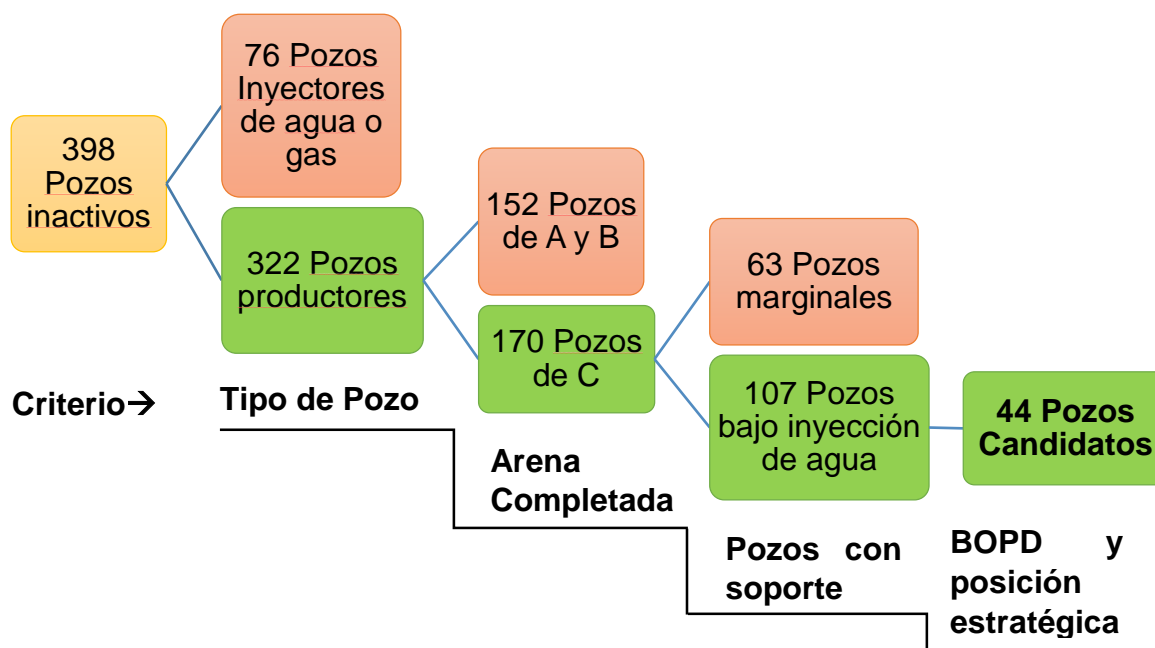 398
Pozos
inactivos
76 Pozos
Inyectores
de agua o
gas
322 Pozos
productores
152 Pozos
de A y B
170 Pozos
de C
63 Pozos
marginales
107 Pozos
bajo inyección
de agua
44 Pozos
Candidatos
Criterio→
Tipo de Pozo
Arena
Completada
Pozos con
soporte
BOPD y
posición
estratégica